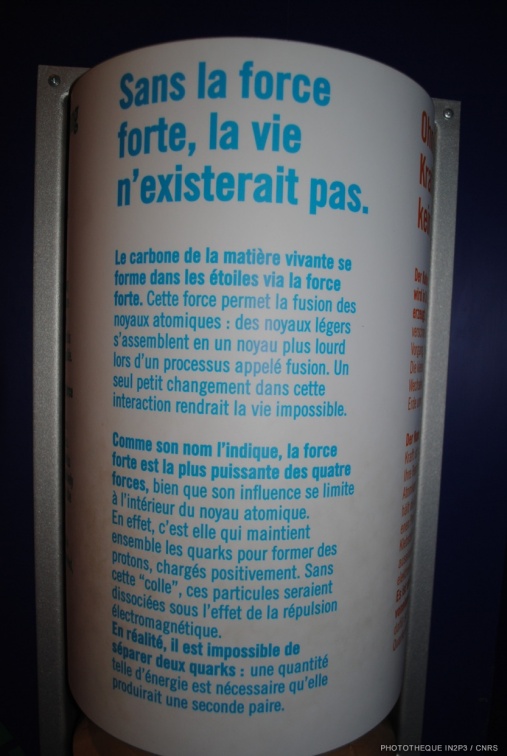 Sans la force
forte, la vie
n'existerait pas.
Le carbone de la matière vivante se
forme dans les étoiles via la force
forte. Cette force permet la fusion des
noyaux atomiques : des noyaux légers
s'assemblent en un noyau plus lourd
lors d'un processus appelé fusion. Un
seul petit changement dans cette
interaction rendrait la vie impossible.
Comme son nom l'indique, la force
forte est la plus puissante des quatre
forces, bien que son influence se limite
à l'intérieur du noyau atomique.
En effet, c'est elle qui maintient
ensemble les quarks pour former des
protons, chargés positivement. Sans
cette "colle", ces particules seraient
dissociées sous l'effet de la répulsion
électromagnétique.
En réalité, il est impossible de
séparer deux quarks : une quantité
telle d'énergie est nécessaire qu'elle
produirait une seconde paire.
PHOTOTHEQUE IN2P3 / CNRS